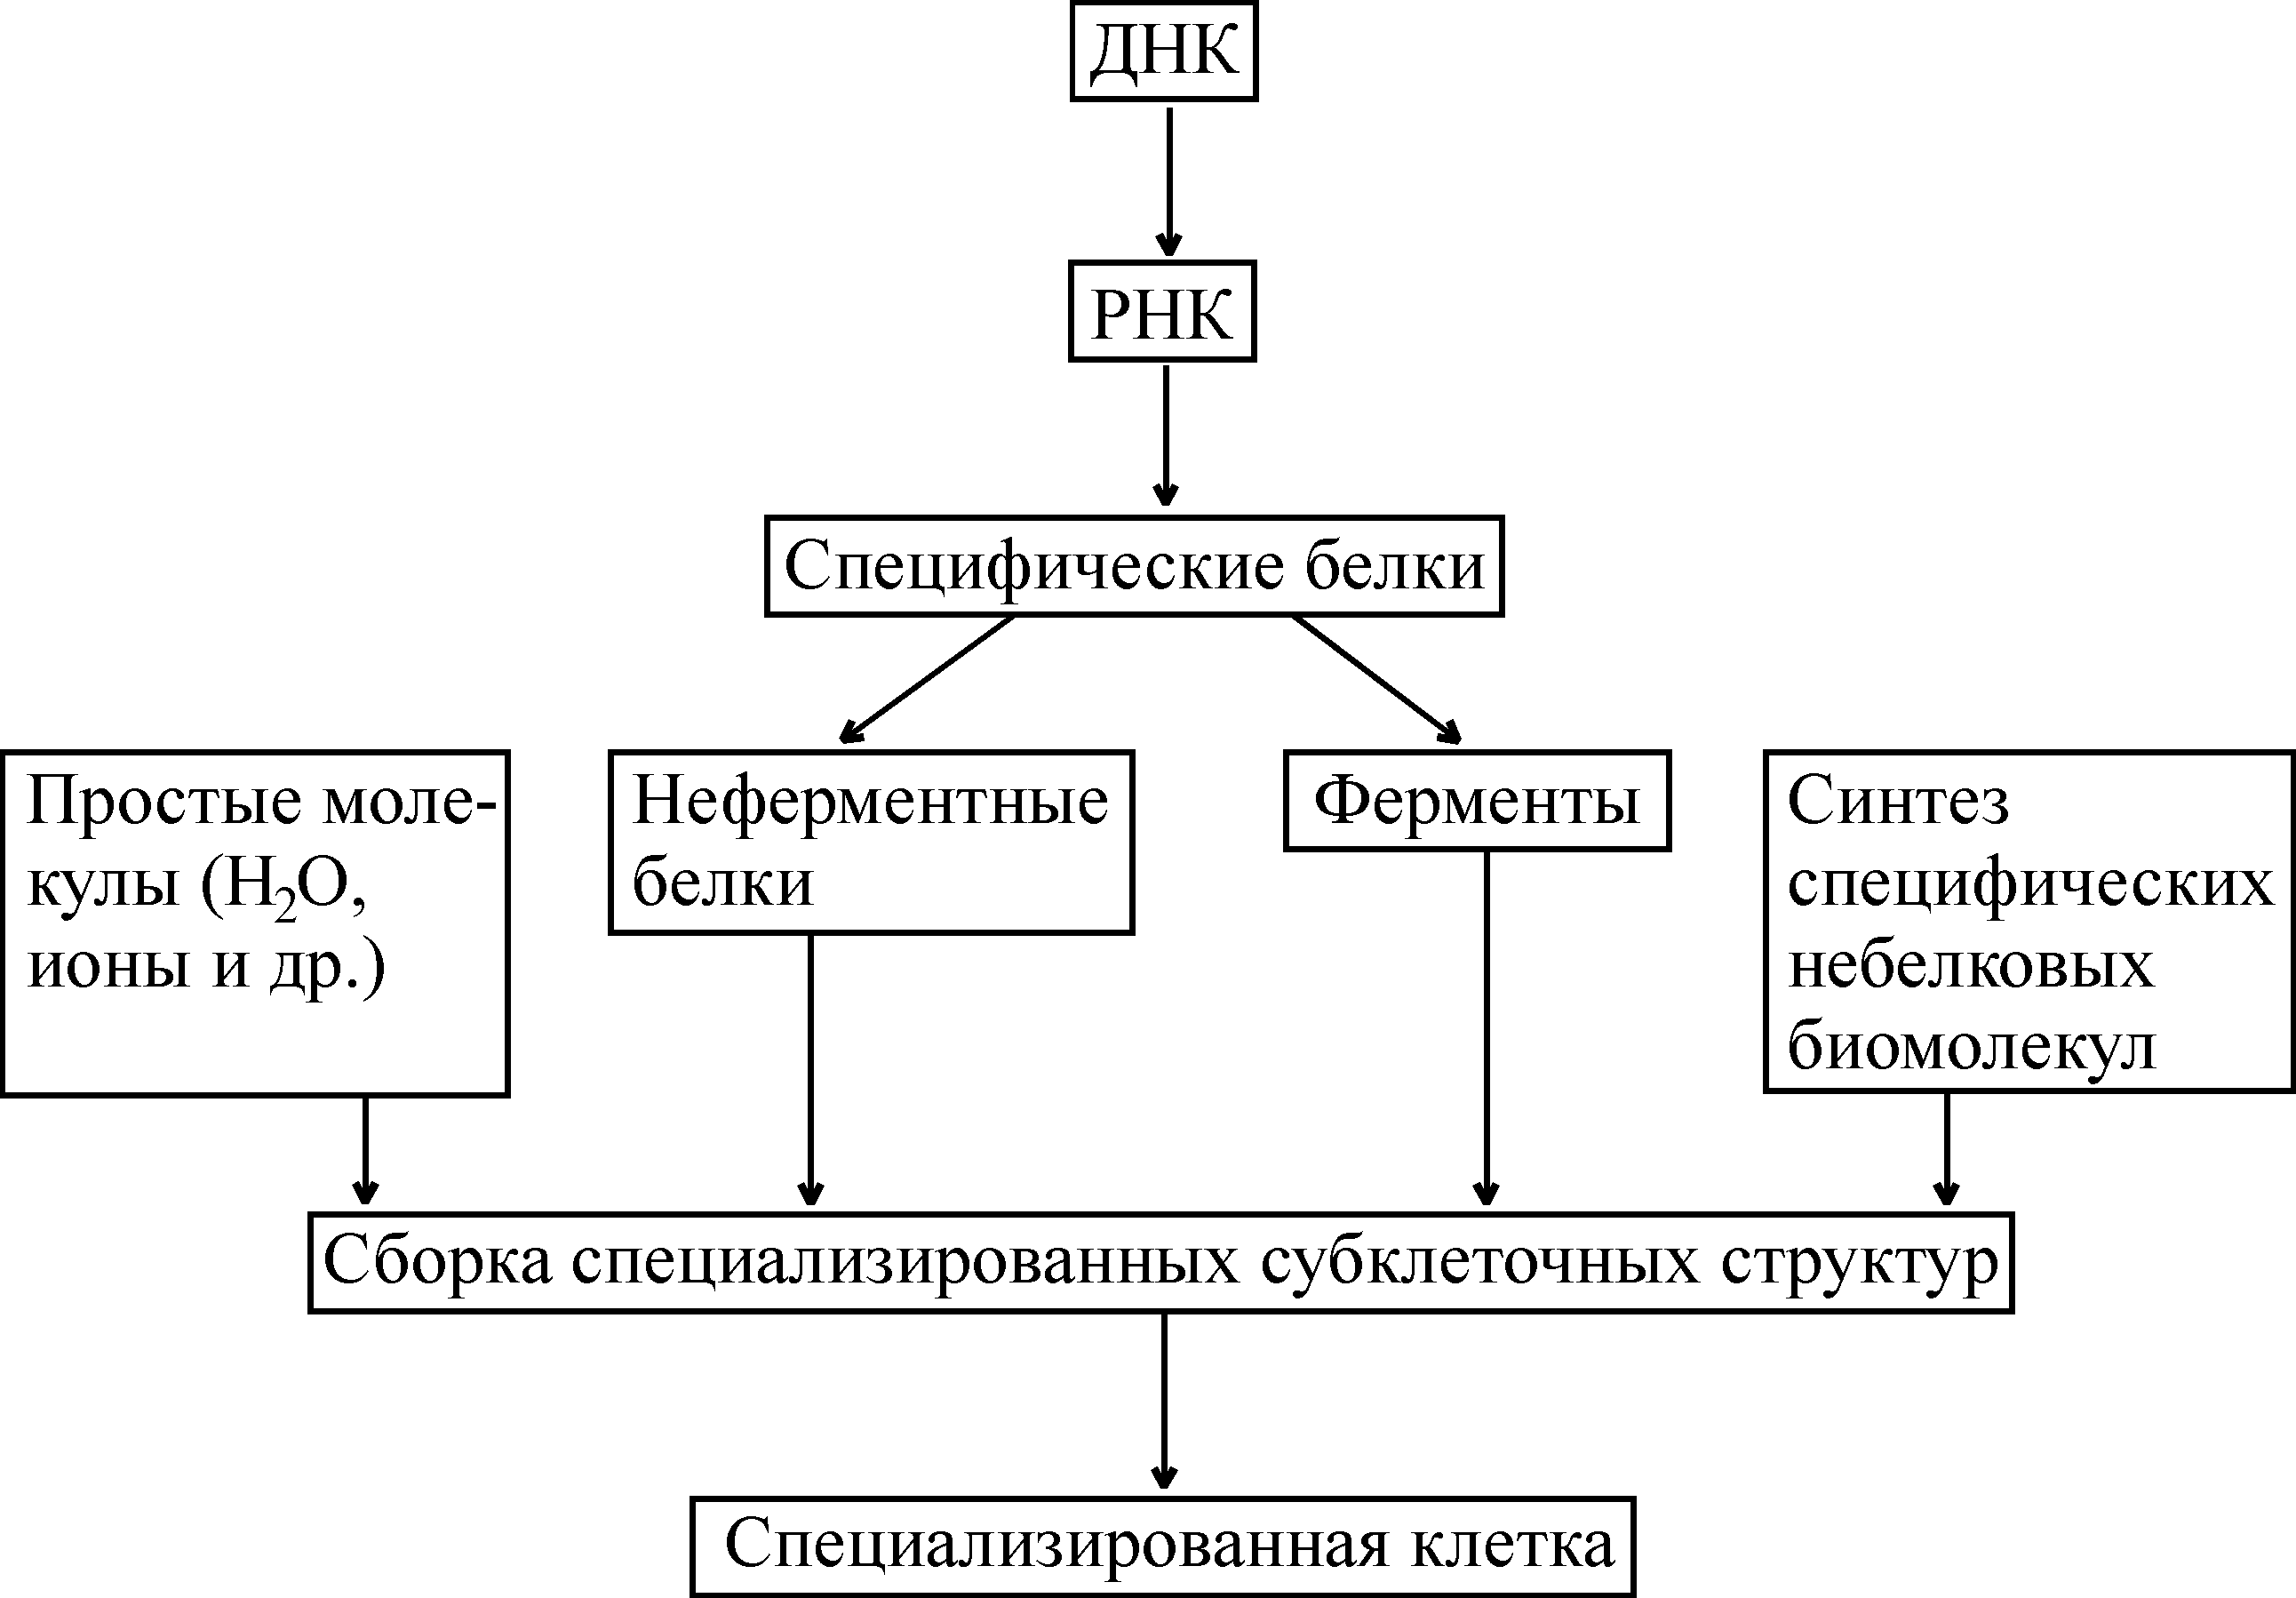 ДНК
РНК
Специфические белки
Простые моле-
кулы (H₂O,
ионы и др.)
Неферментные
белки
Ферменты
Синтез
специфических
небелковых
биомолекул
Сборка специализированных субклеточных структур
Специализированная клетка